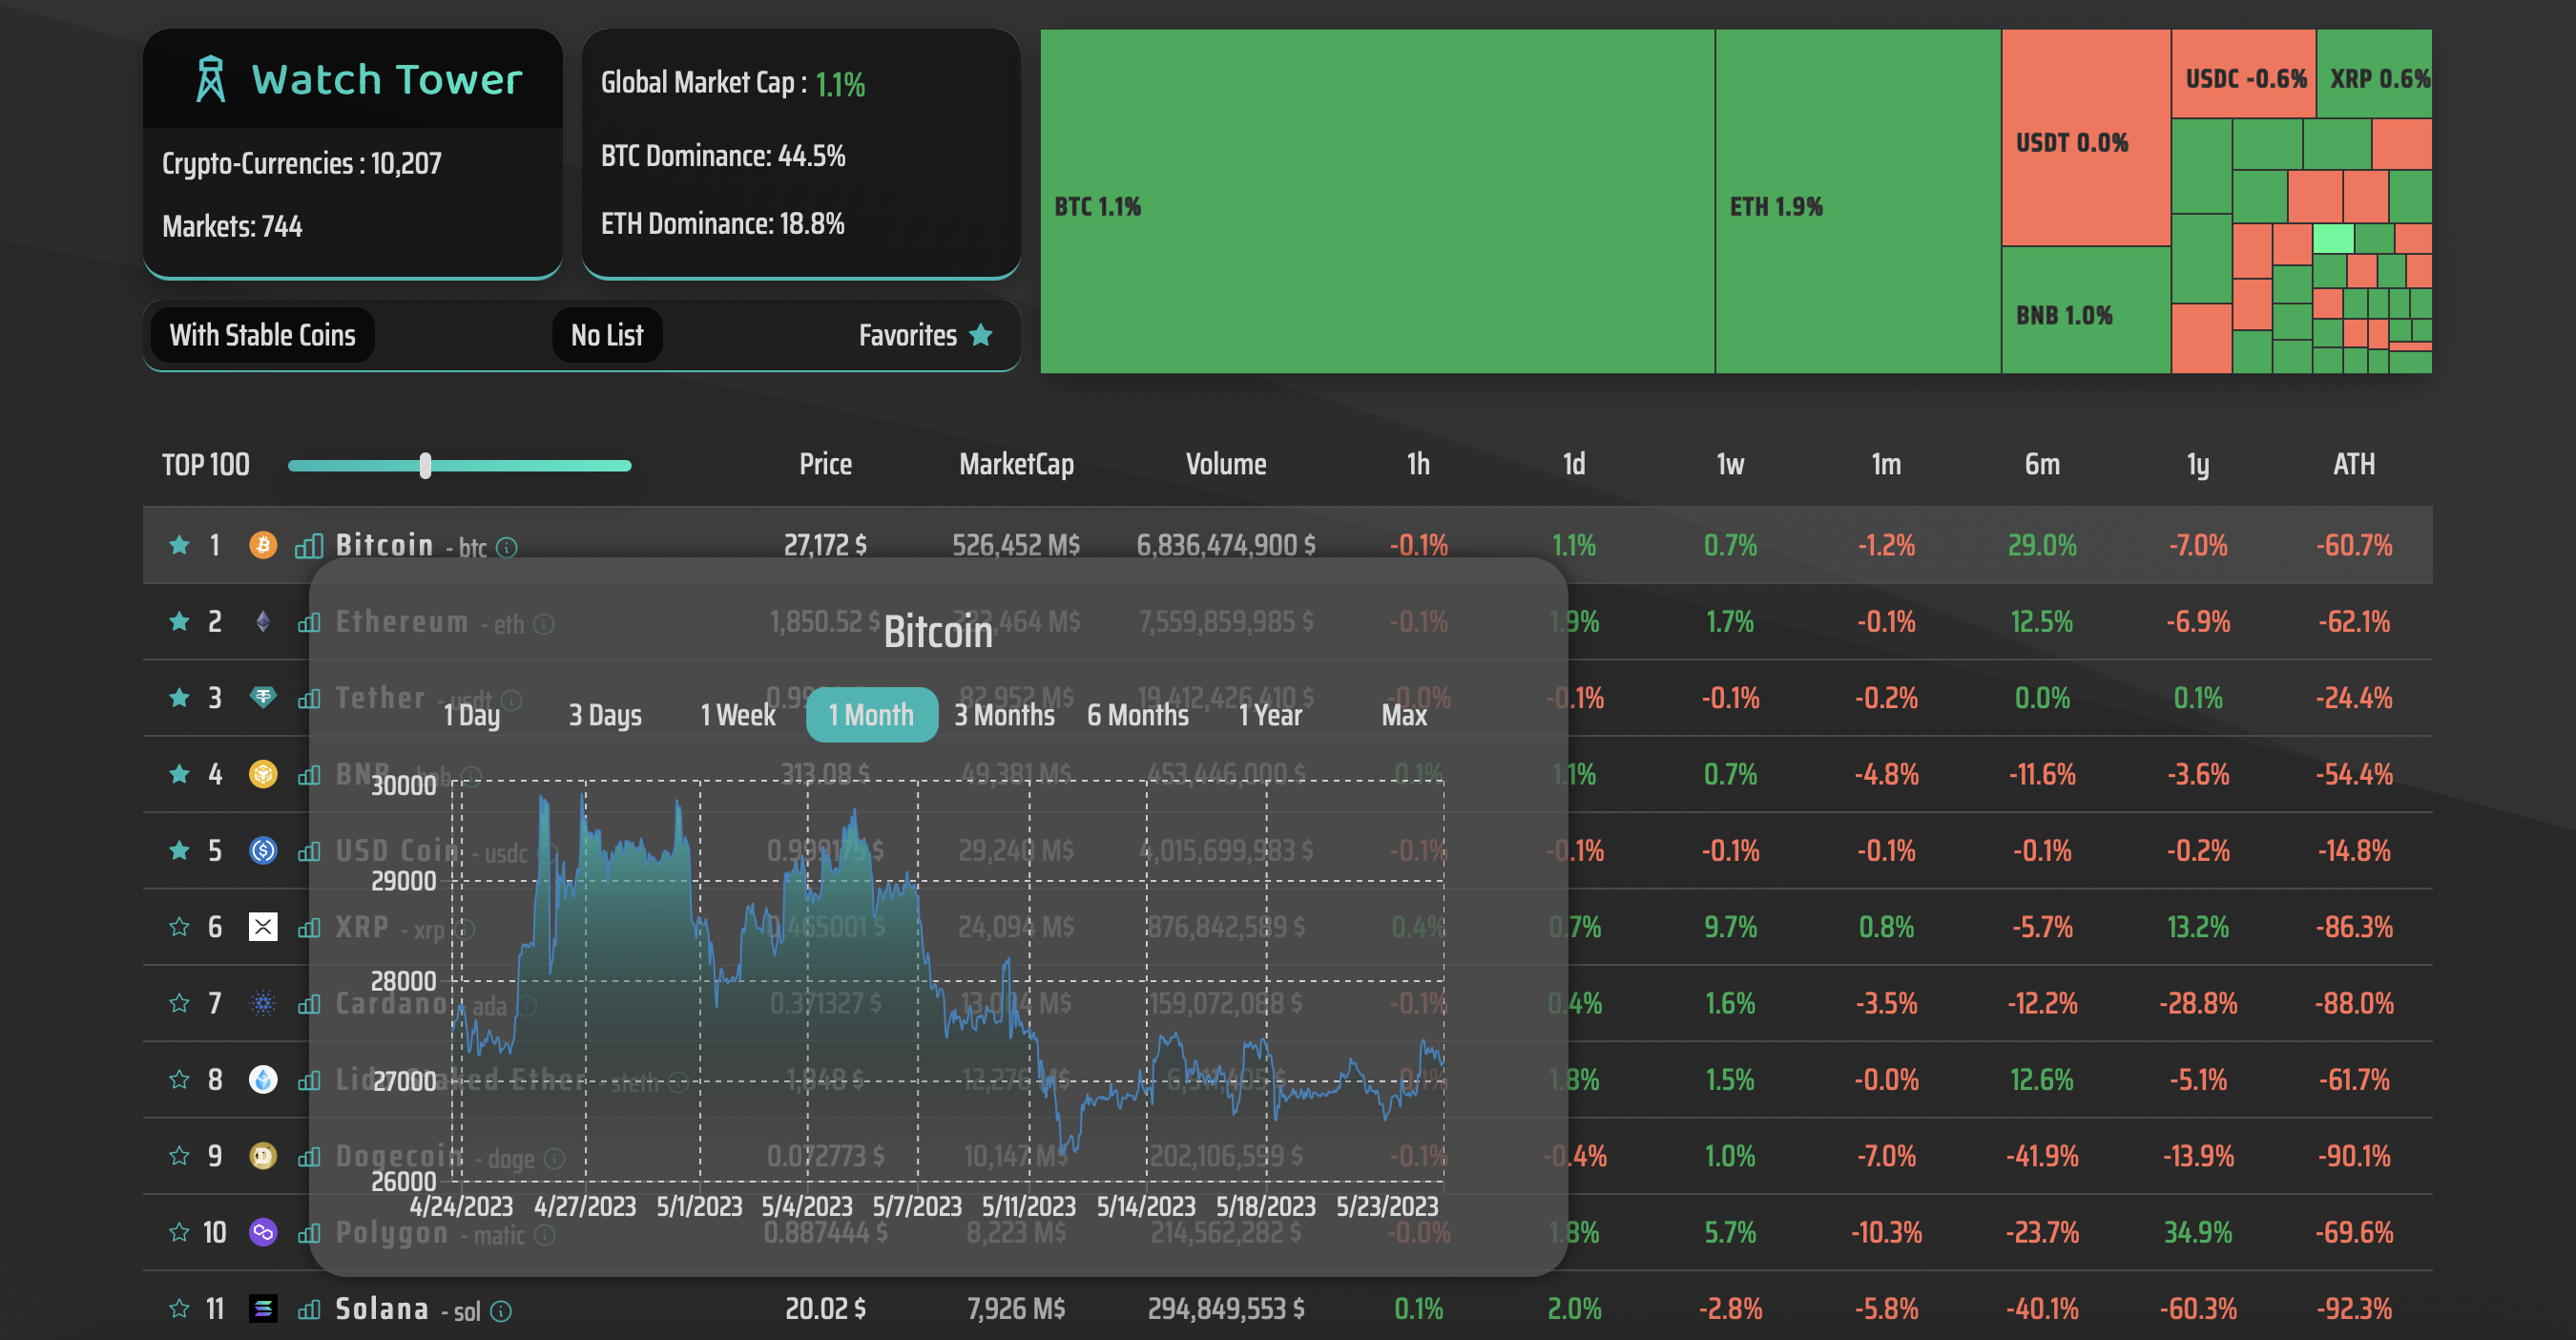 Watch Tower
Crypto-Currencies : 10,207
Markets: 744
Global Market Cap : 1.1%
BTC Dominance: 44.5%
ETH Dominance: 18.8%
With Stable Coins No List Favorites
BTC 1.1%
ETH 1.9%
USDT 0.0%
BNB 1.0%
USDC -0.6%
XRP 0.6%
TOP 100 Price MarketCap Volume 1h 1d 1w 1m 6m 1y ATH
1 Bitcoin - btc 27,172 $ 526,452 M$ 6,836,474,900 $ -0.1% 1.1% 0.7% -1.2% 29.0% -7.0% -60.7%
2 Ethereum - eth 1,850.52 $ ,464 M$ 7,559,859,985 $ -0.1% 1.9% 1.7% -0.1% 12.5% -6.9% -62.1%
Bitcoin
3 Tether - usdt 82,952 M$ 19,412,426,410 $ -0.0% -0.1% -0.1% -0.2% 0.0% 0.1% -24.4%
1 Day 3 Days 1 Week 1 Month 3 Months 6 Months 1 Year Max
4 BNB - bnb 313.08 $ 49,381 M$ 453,446,000 $ 0.1% 1.1% 0.7% -4.8% -11.6% -3.6% -54.4%
30000
5 USD Coin - usdc 29,240 M$ 4,015,699,983 $ -0.1% -0.1% -0.1% -0.1% -0.1% -0.2% -14.8%
29000
6 XRP - xrp 0.465001 $ 24,094 M$ 876,842,589 $ 0.4% 0.7% 9.7% 0.8% -5.7% 13.2% -86.3%
28000
7 Cardano - ada 0.371327 $ M$ 159,072,088 $ -0.1% 0.4% 1.6% -3.5% -12.2% -28.8% -88.0%
27000
8 Lido Staked Ether - steth 1,848 $ 12,276 M$ -0.1% 1.8% 1.5% -0.0% 12.6% -5.1% -61.7%
9 Dogecoin - doge 0.072773 $ 10,147 M$ 202,106,599 $ -0.1% -0.4% 1.0% -7.0% -41.9% -13.9% -90.1%
26000
4/24/2023 4/27/2023 5/1/2023 5/4/2023 5/7/2023 5/11/2023 5/14/2023 5/18/2023 5/23/2023
10 Polygon - matic 0.887444 $ 8,223 M$ 214,562,282 $ -0.0% 1.8% 5.7% -10.3% -23.7% 34.9% -69.6%
11 Solana - sol 20.02 $ 7,926 M$ 294,849,553 $ 0.1% 2.0% -2.8% -5.8% -40.1% -60.3% -92.3%